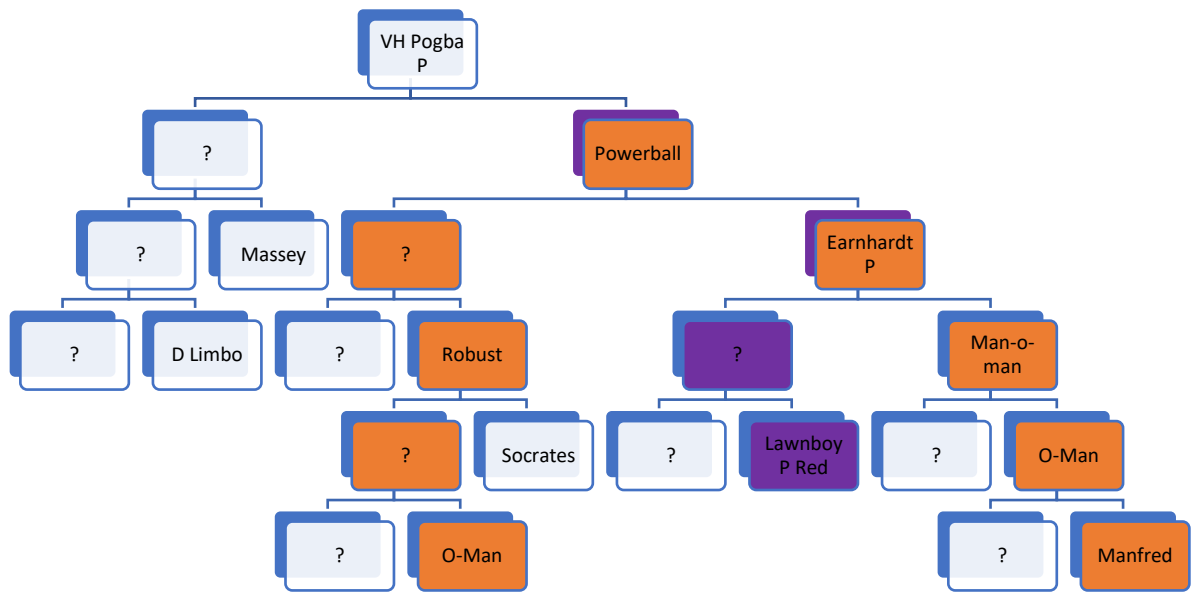 VH Pogba
P
?
Powerball
?
Massey
?
Earnhardt
P
?
D Limbo
?
Robust
?
Man-o-
man
?
Socrates
?
Lawnboy
P Red
?
O-Man
?
O-Man
?
Manfred